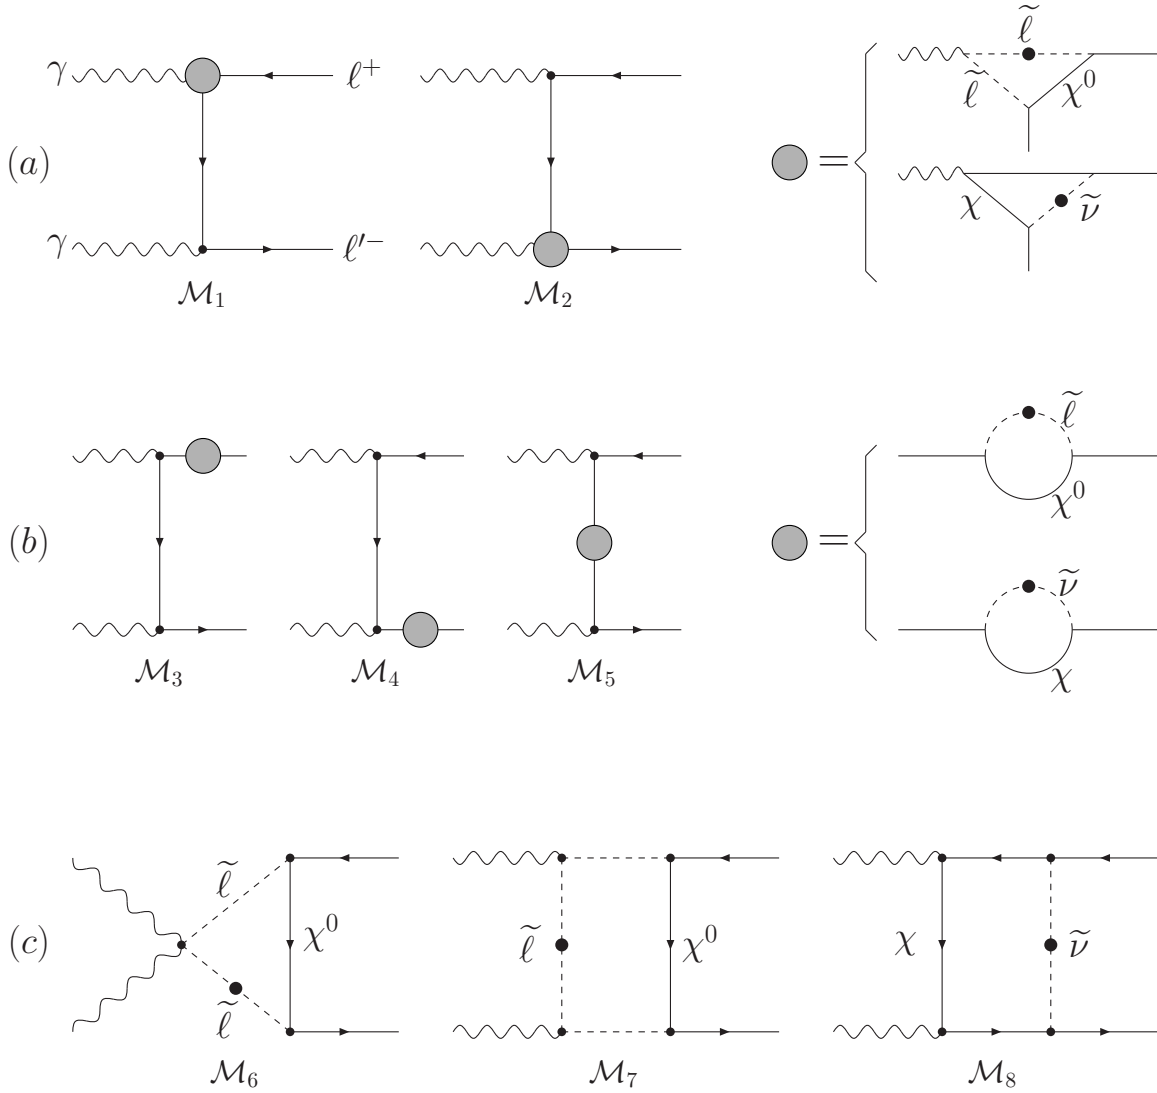 γ ℓ⁺ ℓ̃
ℓ̃ χ⁰
(a) =
χ ν̃
γ ℓ′⁻
ℳ₁ ℳ₂
ℓ̃
χ⁰
(b) =
ν̃
ℳ₃ ℳ₄ ℳ₅ χ
ℓ̃
(c) χ⁰ ℓ̃ χ⁰ χ ν̃
ℓ̃
ℳ₆ ℳ₇ ℳ₈